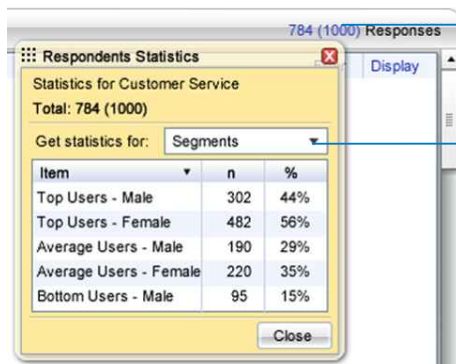 784 (1000) Responses
Respondents Statistics
Display
Statistics for Customer Service
Total: 784 (1000)
Get statistics for: Segments
Item n %
Top Users - Male 302 44%
Top Users - Female 482 56%
Average Users - Male 190 29%
Average Users - Female 220 35%
Bottom Users - Male 95 15%
Close